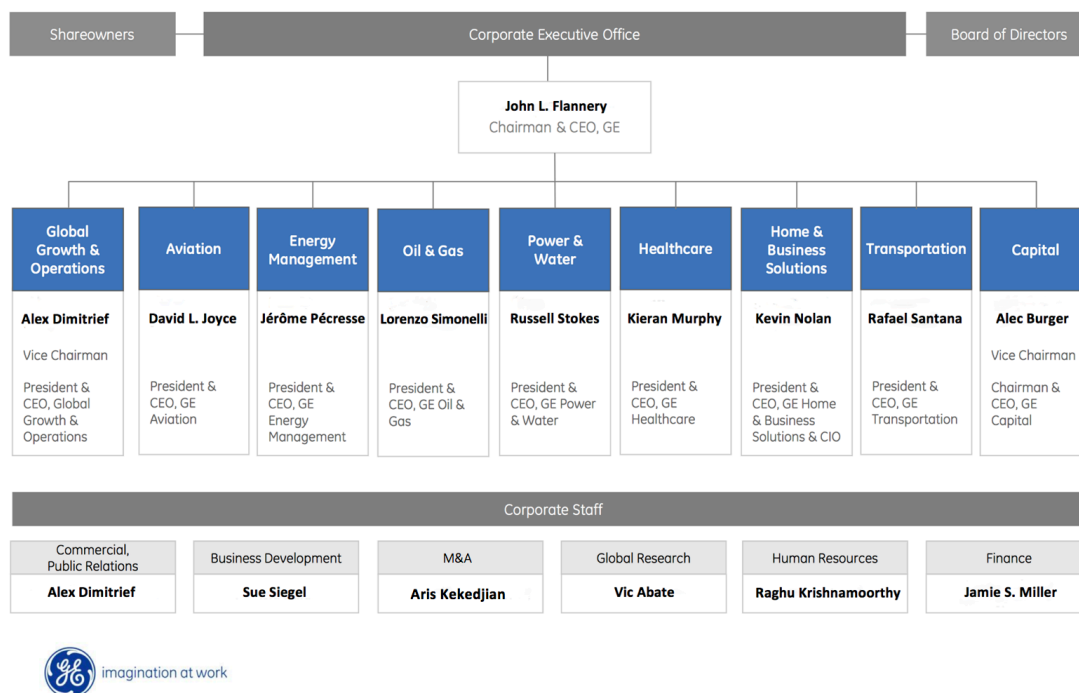 Shareowners
Corporate Executive Office
Board of Directors
John L. Flannery
Chairman & CEO, GE
Global
Growth &
Operations
Alex Dimitrief
Vice Chairman
President &
CEO, Global
Growth &
Operations
Aviation
David L. Joyce
President &
CEO, GE
Aviation
Energy
Management
Jérôme Pécresse
President &
CEO, GE
Energy
Management
Oil & Gas
Lorenzo Simonelli
President &
CEO, GE Oil &
Gas
Power &
Water
Russell Stokes
President &
CEO, GE Power
& Water
Healthcare
Kieran Murphy
President &
CEO, GE
Healthcare
Home &
Business
Solutions
Kevin Nolan
President &
CEO, GE Home
& Business
Solutions & CIO
Transportation
Rafael Santana
President &
CEO, GE
Transportation
Capital
Alec Burger
Vice Chairman
Chairman &
CEO, GE
Capital
Corporate Staff
Commercial,
Public Relations
Alex Dimitrief
Business Development
Sue Siegel
M&A
Aris Kekedjian
Global Research
Vic Abate
Human Resources
Raghu Krishnamoorthy
Finance
Jamie S. Miller
GE
imagination at work